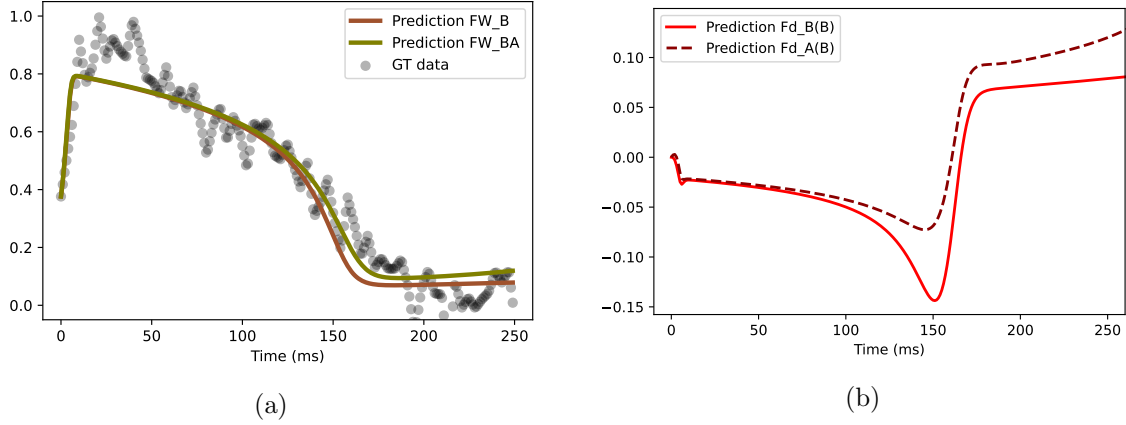 1.0
0.8
0.6
0.4
0.2
0.0
Prediction FW_B
Prediction FW_BA
GT data
0 50 100 150 200 250
Time (ms)
(a)
0.10
0.05
0.00
−0.05
−0.10
−0.15
Prediction Fd_B(B)
Prediction Fd_A(B)
0 50 100 150 200 250
Time (ms)
(b)